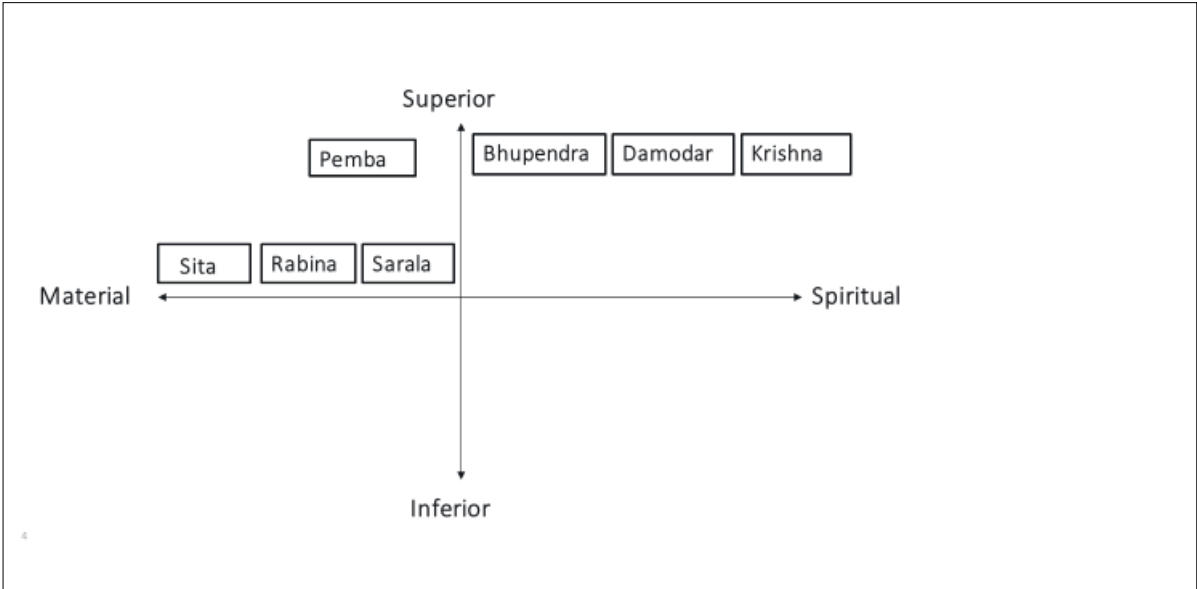 Superior
Pemba
Bhupendra
Damodar
Krishna
Sita
Rabina
Sarala
Material
Spiritual
Inferior
4